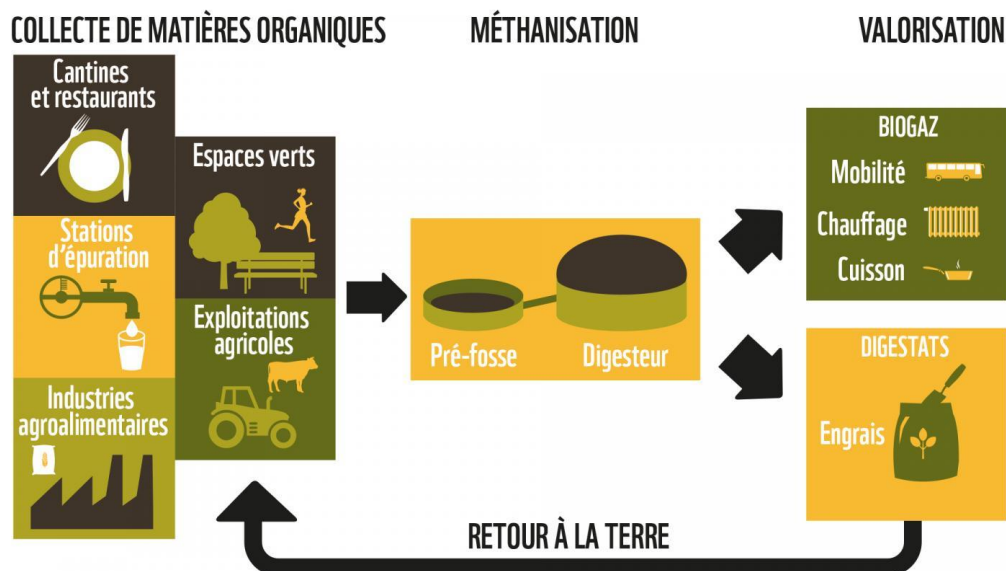 COLLECTE DE MATIÈRES ORGANIQUES
Cantines
et restaurants
Espaces verts
Stations
d'épuration
Exploitations
agricoles
Industries
agroalimentaires
MÉTHANISATION
Pré-fosse
Digesteur
VALORISATION
BIOGAZ
Mobilité
Chauffage
Cuisson
DIGESTATS
Engrais
RETOUR À LA TERRE